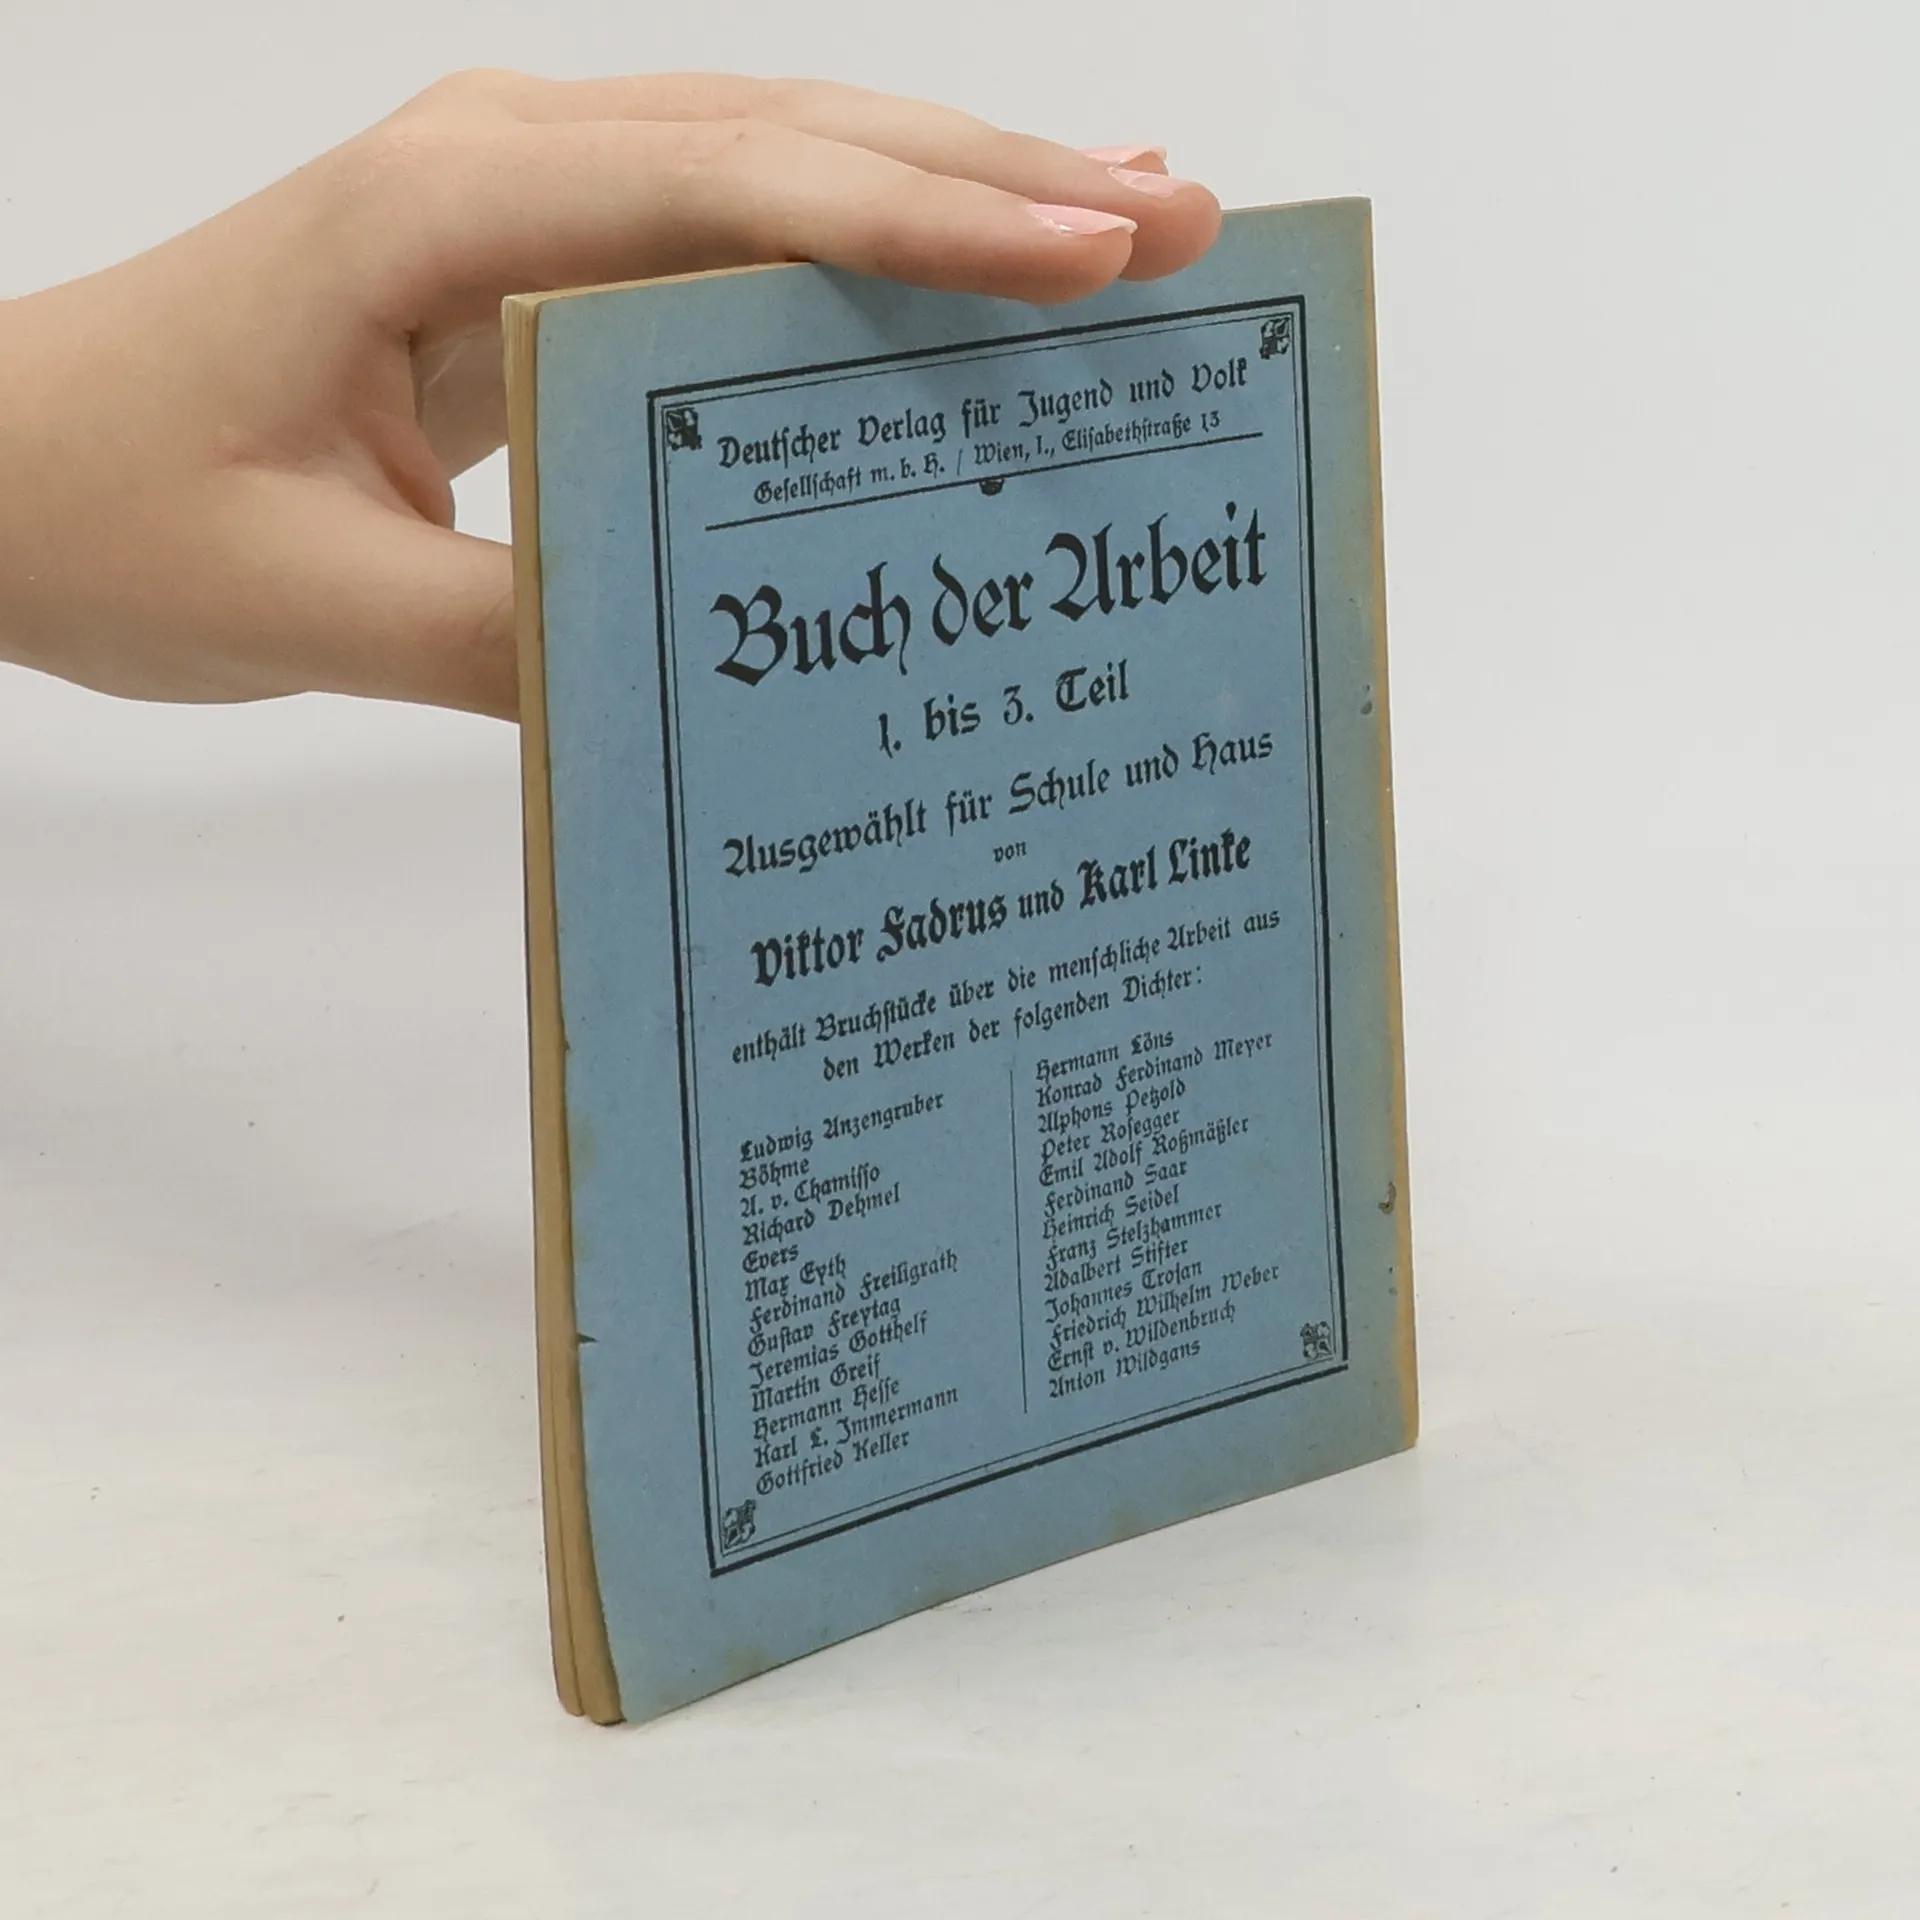 Deutscher Verlag für Jugend und Volk
Gesellschaft m. b. H. / Wien, I., Elisabethstraße 13
Buch der Arbeit
1. bis 3. Teil
Ausgewählt für Schule und Haus
von
Viktor Fadrus und Karl Linke
enthält Bruchstücke über die menschliche Arbeit aus
den Werken der folgenden Dichter:
Ludwig Anzengruber
Böhme
A. v. Chamisso
Richard Dehmel
Evers
Max Eyth
Ferdinand Freiligrath
Gustav Freytag
Jeremias Gotthelf
Martin Greif
Hermann Hesse
Karl L. Immermann
Gottfried Keller
Hermann Löns
Konrad Ferdinand Meyer
Alphons Petzold
Peter Rosegger
Emil Adolf Roßmäßler
Ferdinand Saar
Heinrich Seidel
Franz Stelzhammer
Adalbert Stifter
Johannes Trojan
Friedrich Wilhelm Weber
Ernst v. Wildenbruch
Anton Wildgans